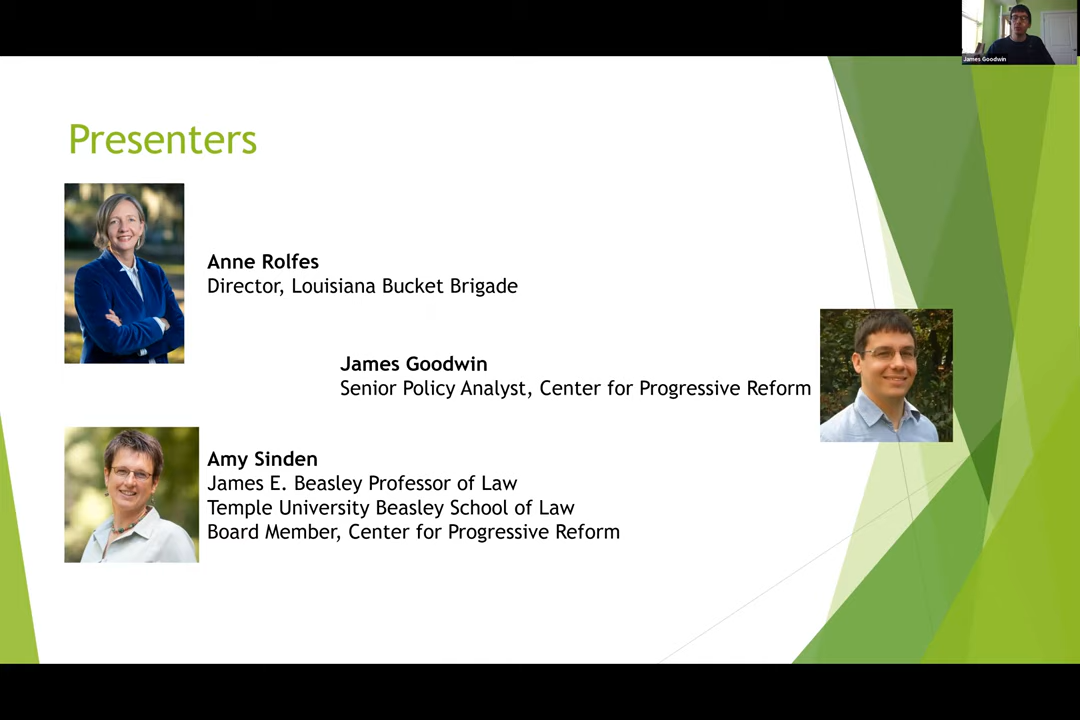 James Goodwin
Presenters
Anne Rolfes
Director, Louisiana Bucket Brigade
James Goodwin
Senior Policy Analyst, Center for Progressive Reform
Amy Sinden
James E. Beasley Professor of Law
Temple University Beasley School of Law
Board Member, Center for Progressive Reform